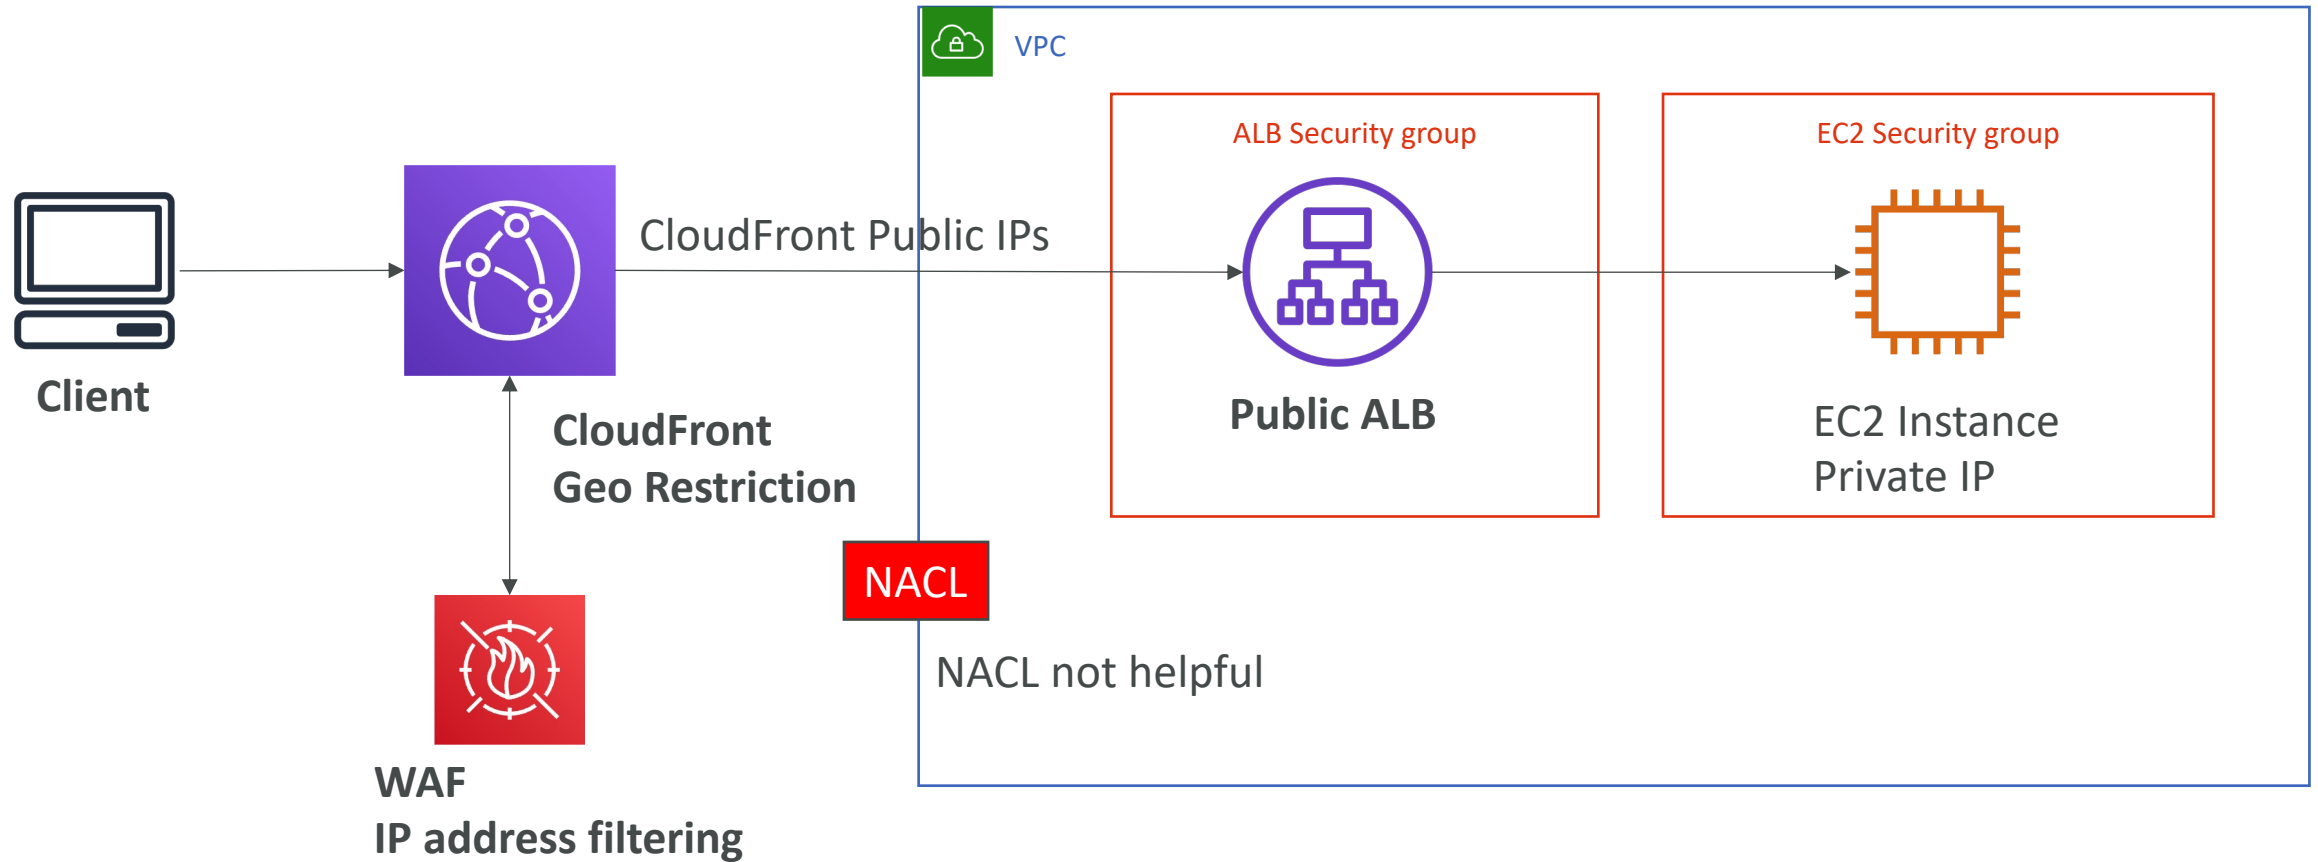 VPC
ALB Security group
EC2 Security group
CloudFront Public IPs
Client
CloudFront
Geo Restriction
Public ALB
EC2 Instance
Private IP
NACL
NACL not helpful
WAF
IP address filtering